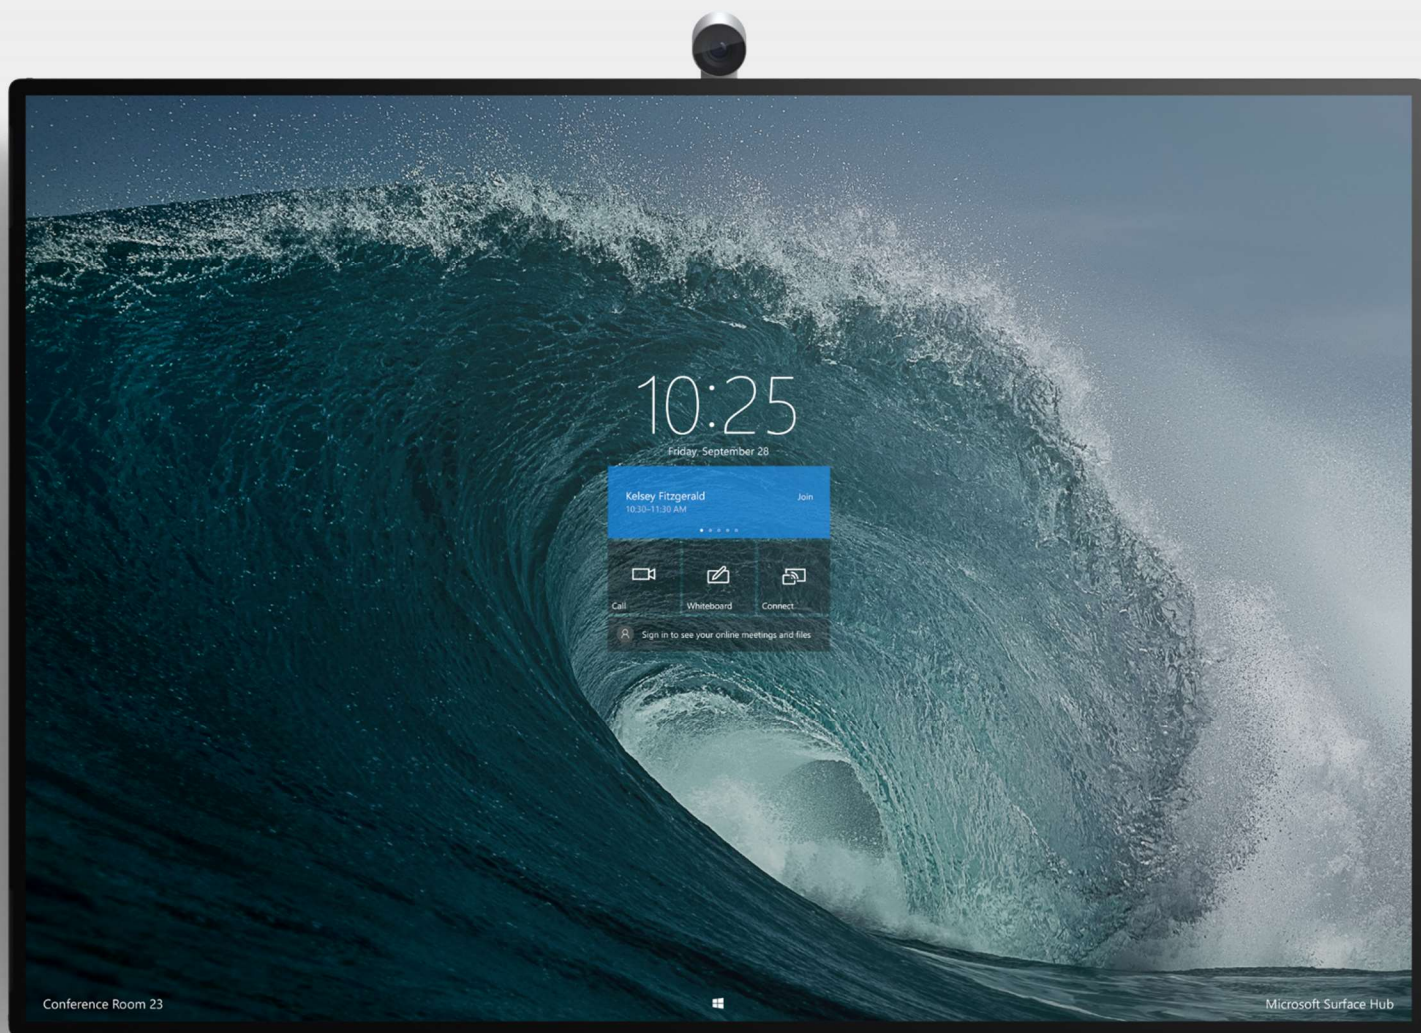 10:25
Friday, September 28
Kelsey Fitzgerald
Join
10:30–11:30 AM
Call
Whiteboard
Connect
Sign in to see your online meetings and files
Conference Room 23
Microsoft Surface Hub